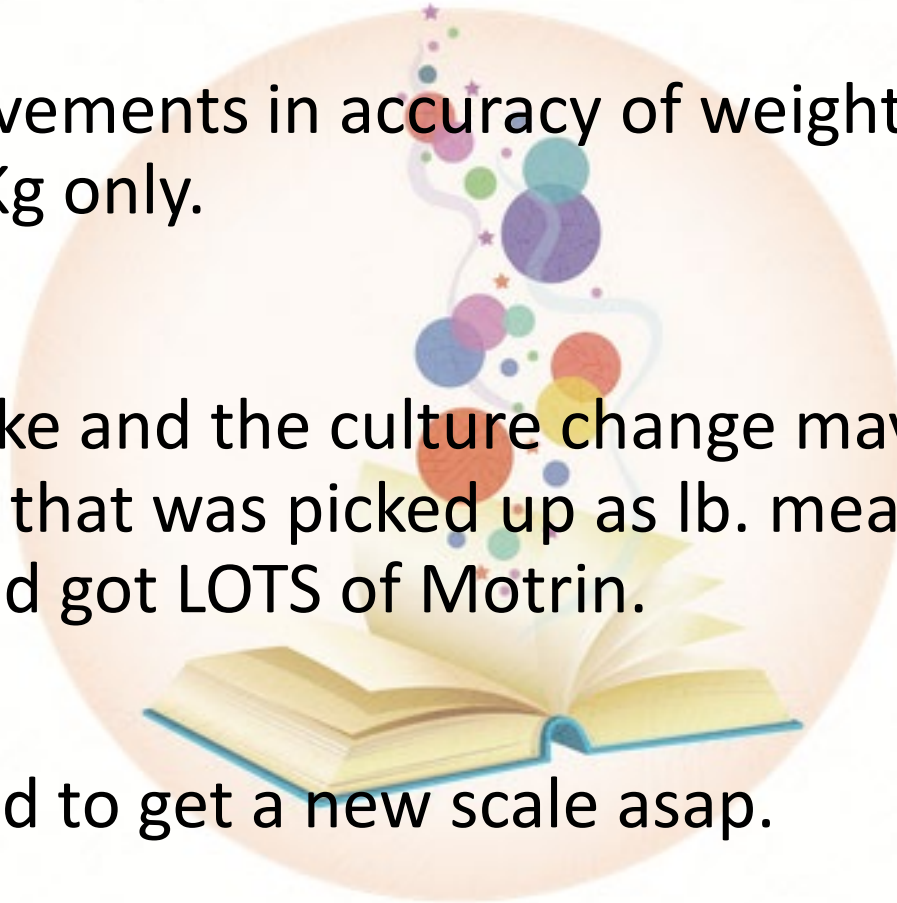 vements in accuracy of weight
Kg only.
ke and the culture change may
that was picked up as lb. mea
d got LOTS of Motrin.
d to get a new scale asap.